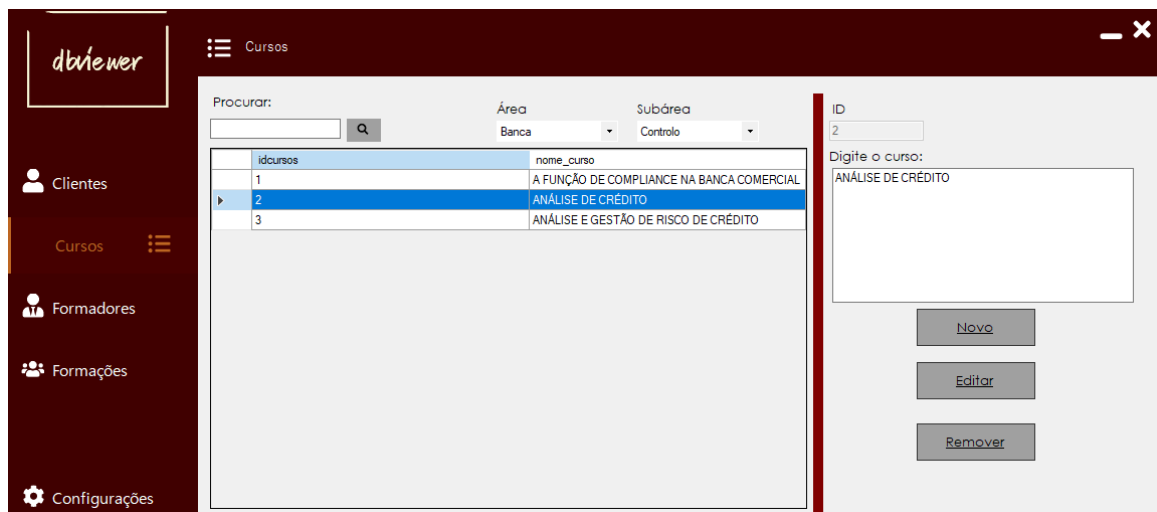 dbviewer
Clientes
Cursos
Formadores
Formações
Configurações
Cursos
Procurar:
Área
Subárea
Banca
Controlo
idcursos nome_curso
1 A FUNÇÃO DE COMPLIANCE NA BANCA COMERCIAL
2 ANÁLISE DE CRÉDITO
3 ANÁLISE E GESTÃO DE RISCO DE CRÉDITO
ID
2
Digite o curso:
ANÁLISE DE CRÉDITO
Novo
Editar
Remover